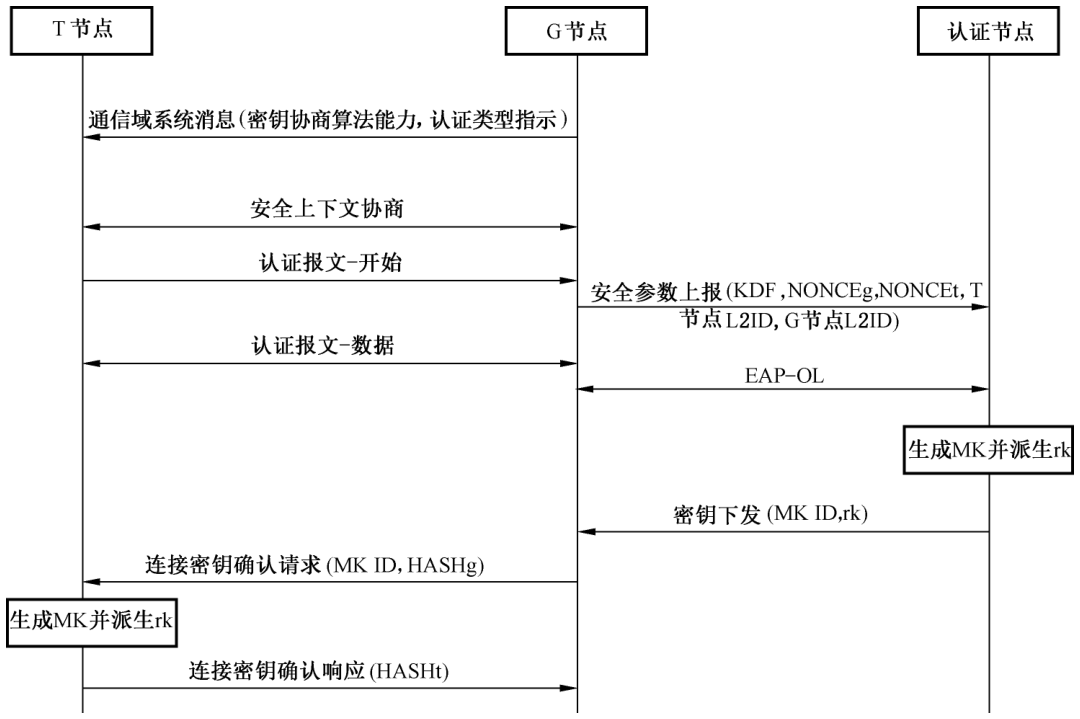 T 节点
G 节点
认证节点
通信域系统消息(密钥协商算法能力, 认证类型指示)
安全上下文协商
认证报文-开始
安全参数上报(KDF,NONCEg,NONCEt, T
节点L2ID, G节点L2ID)
认证报文-数据
EAP-OL
生成MK并派生rk
密钥下发(MK ID,rk)
连接密钥确认请求(MK ID, HASHg)
生成MK并派生rk
连接密钥确认响应(HASHt)